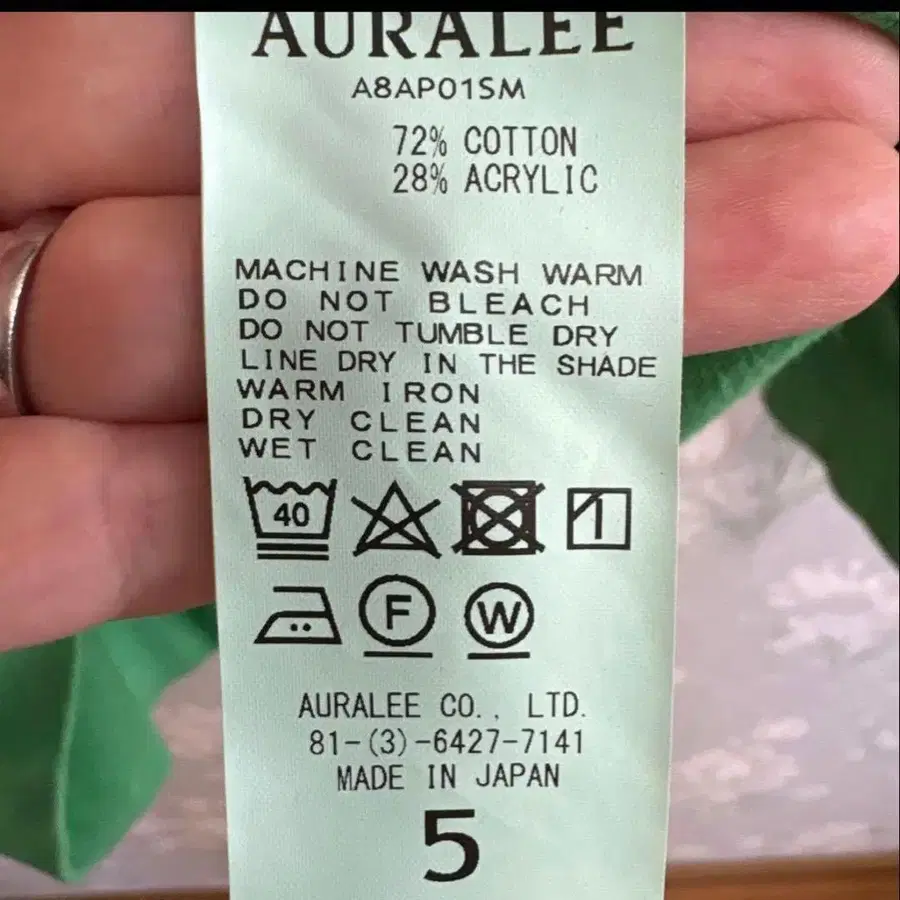 AURALEE
A8AP01SM
72% COTTON
28% ACRYLIC
MACHINE WASH WARM
DO NOT BLEACH
DO NOT TUMBLE DRY
LINE DRY IN THE SHADE
WARM IRON
DRY CLEAN
WET CLEAN
40
F W
AURALEE CO., LTD.
81-(3)-6427-7141
MADE IN JAPAN
5